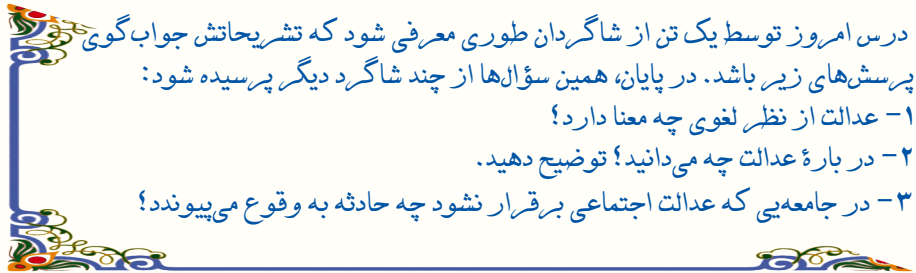 درس امروز توسط یک تن از شاگردان طوری معرفی شود که تشریحاتش جواب‌گوی
پرسش‌های زیر باشد. در پایان، همین سؤال‌ها از چند شاگرد دیگر پرسیده شود:
۱- عدالت از نظر لغوی چه معنا دارد؟
۲- در بارهٔ عدالت چه می‌دانید؟ توضیح دهید.
۳- در جامعه‌یی که عدالت اجتماعی برقرار نشود چه حادثه به وقوع می‌پیوندد؟